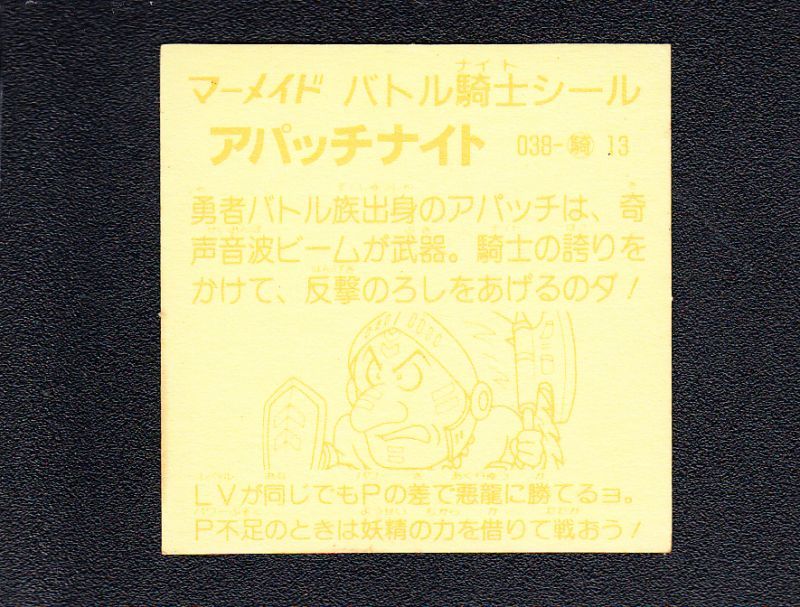 マーメイド バトル騎士シール
アパッチナイト 038-騎 13
勇者バトル族出身のアパッチは、奇
声音波ビームが武器。騎士の誇りを
かけて、反撃のろしをあげるのダ!
LVが同じでもPの差で悪龍に勝てるヨ。
P不足のときは妖精の力を借りて戦おう!